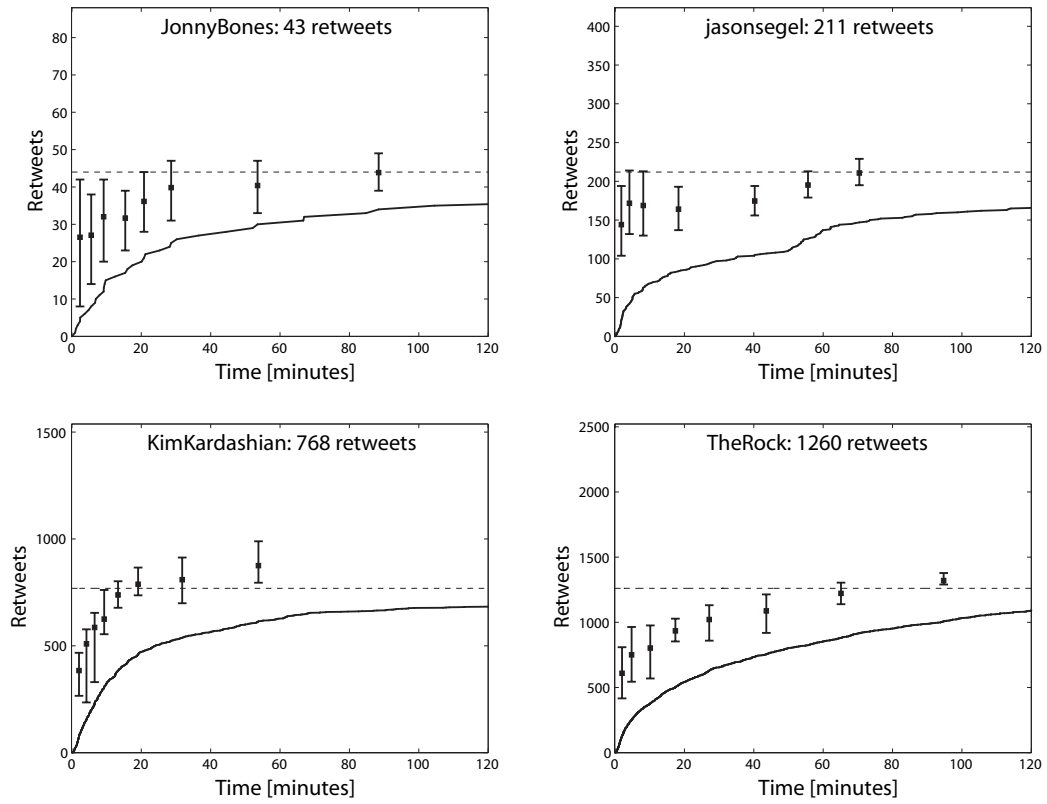 JonnyBones: 43 retweets
80
70
60
50
40
30
20
10
0
Retweets
0 20 40 60 80 100 120
Time [minutes]
jasonsegel: 211 retweets
400
350
300
250
200
150
100
50
0
Retweets
0 20 40 60 80 100 120
Time [minutes]
KimKardashian: 768 retweets
1500
1000
500
0
Retweets
0 20 40 60 80 100 120
Time [minutes]
TheRock: 1260 retweets
2500
2000
1500
1000
500
0
Retweets
0 20 40 60 80 100 120
Time [minutes]